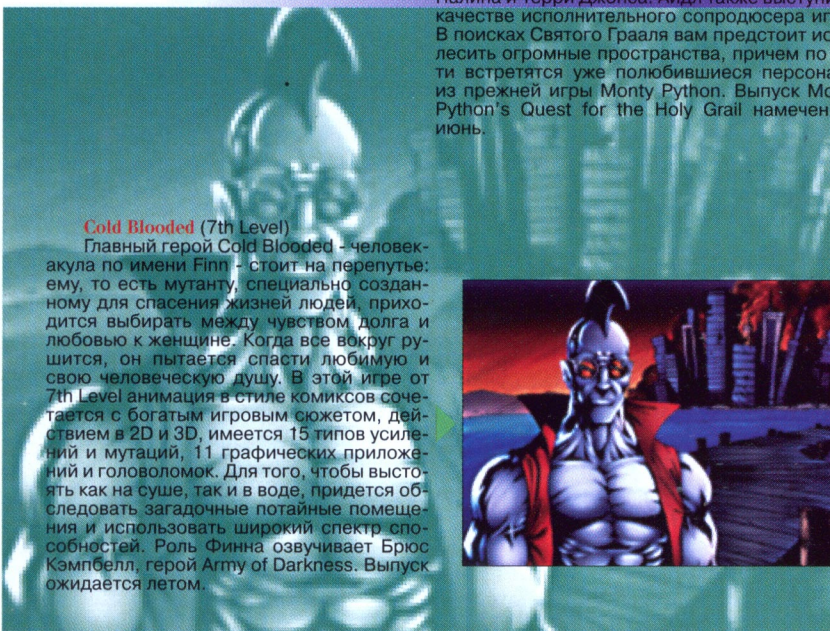 Палина и Терри Джонса. Айдл также выступи
качестве исполнительного сопродюсера иг
В поисках Святого Грааля вам предстоит ис
лесить огромные пространства, причем по
ти встретятся уже полюбившиеся персона
из прежней игры Monty Python. Выпуск Mo
Python's Quest for the Holy Grail намечен
июнь.
Cold Blooded (7th Level)
Главный герой Cold Blooded - человек-
акула по имени Finn - стоит на перепутье:
ему, то есть мутанту, специально создан-
ному для спасения жизней людей, прихо-
дится выбирать между чувством долга и
любовью к женщине. Когда все вокруг ру-
шится, он пытается спасти любимую и
свою человеческую душу. В этой игре от
7th Level анимация в стиле комиксов соче-
тается с богатым игровым сюжетом, дей-
ствием в 2D и 3D, имеется 15 типов усиле-
ний и мутаций, 11 графических приложе-
ний и головоломок. Для того, чтобы высто-
ять как на суше, так и в воде, придется об-
следовать загадочные потайные помеще-
ния и использовать широкий спектр спо-
собностей. Роль Финна озвучивает Брюс
Кэмпбелл, герой Army of Darkness. Выпуск
ожидается летом.